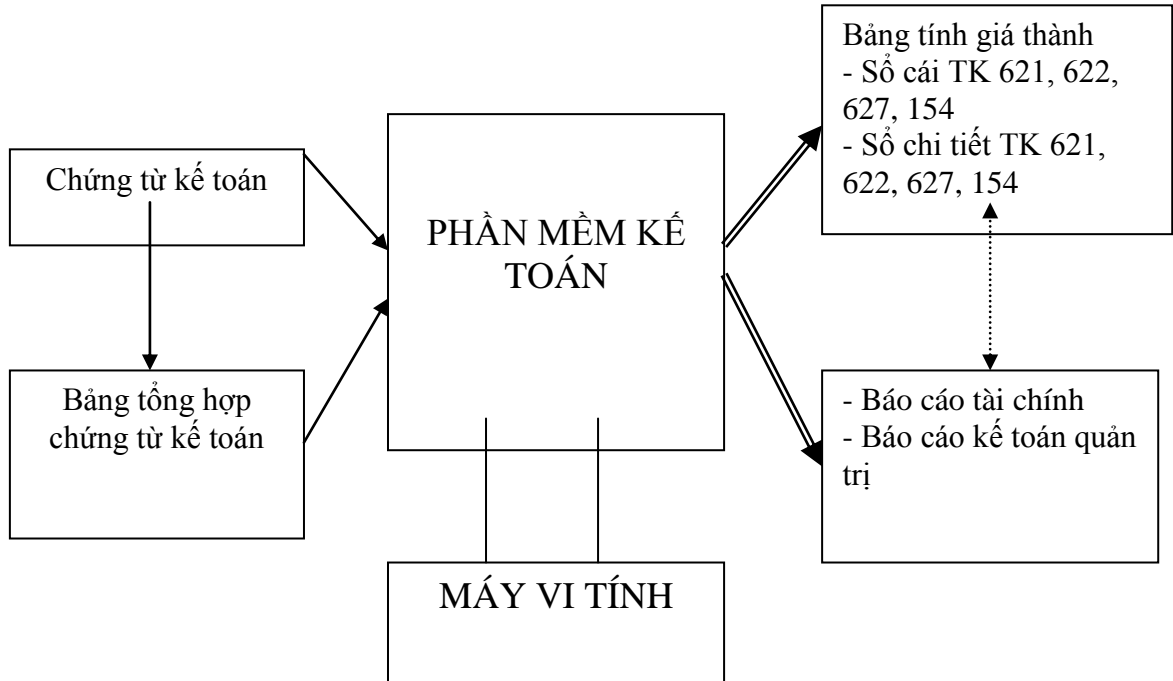 Chứng từ kế toán
Bảng tổng hợp
chứng từ kế toán
PHẦN MỀM KẾ
TOÁN
MÁY VI TÍNH
Bảng tính giá thành
- Sổ cái TK 621, 622,
627, 154
- Sổ chi tiết TK 621,
622, 627, 154
- Báo cáo tài chính
- Báo cáo kế toán quản
trị